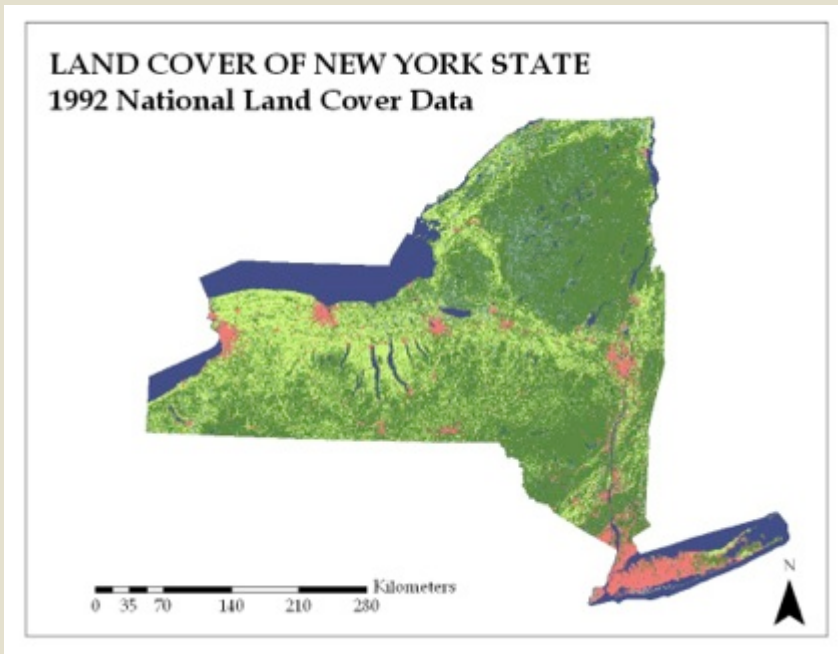 LAND COVER OF NEW YORK STATE
1992 National Land Cover Data
Kilometers
0 35 70 140 210 280
N